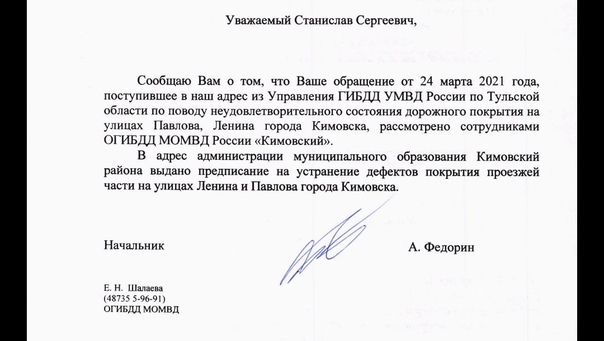 Уважаемый Станислав Сергеевич,
Сообщаю Вам о том, что Ваше обращение от 24 марта 2021 года,
поступившее в наш адрес из Управления ГИБДД УМВД России по Тульской
области по поводу неудовлетворительного состояния дорожного покрытия на
улицах Павлова, Ленина города Кимовска, рассмотрено сотрудниками
ОГИБДД МОМВД России «Кимовский».
В адрес администрации муниципального образования Кимовский
района выдано предписание на устранение дефектов покрытия проезжей
части на улицах Ленина и Павлова города Кимовска.
Начальник А. Федорин
Е. Н. Шалаева
(48735 5-96-91)
ОГИБДД МОМВД